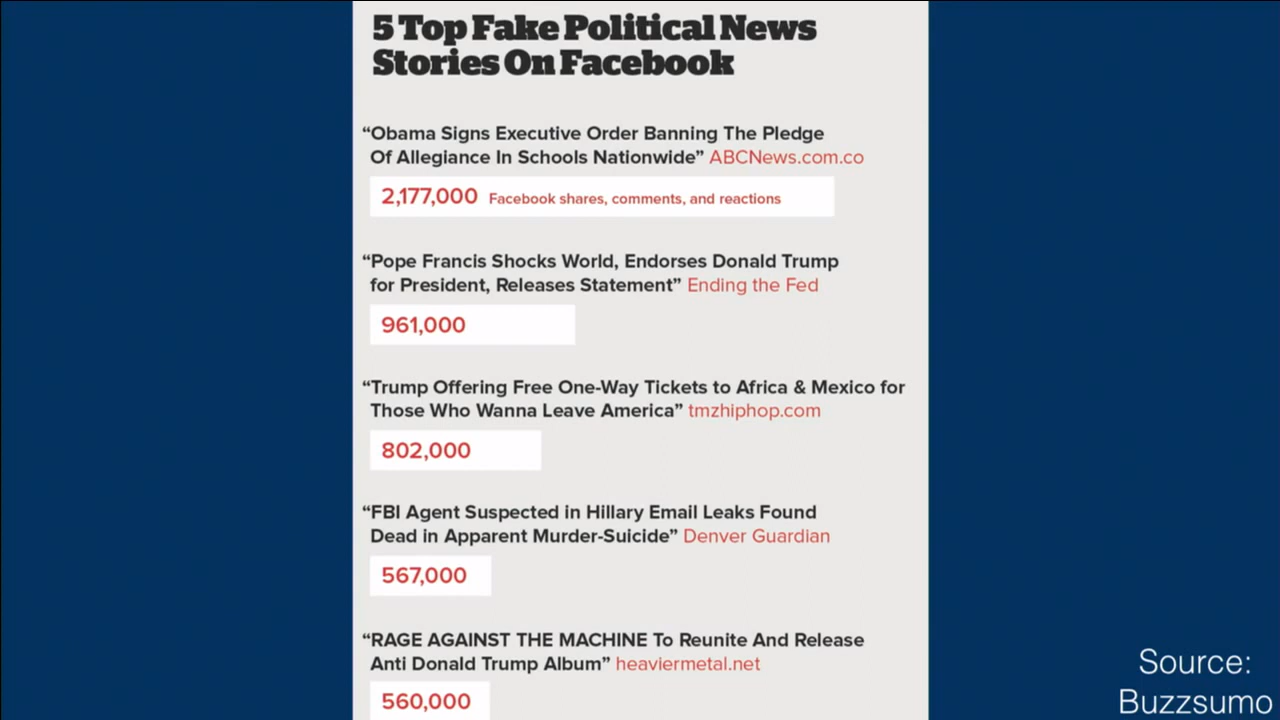 5 Top Fake Political News
Stories On Facebook
“Obama Signs Executive Order Banning The Pledge
Of Allegiance In Schools Nationwide” ABCNews.com.co
2,177,000 Facebook shares, comments, and reactions
“Pope Francis Shocks World, Endorses Donald Trump
for President, Releases Statement” Ending the Fed
961,000
“Trump Offering Free One-Way Tickets to Africa & Mexico for
Those Who Wanna Leave America” tmzhiphop.com
802,000
“FBI Agent Suspected in Hillary Email Leaks Found
Dead in Apparent Murder-Suicide” Denver Guardian
567,000
“RAGE AGAINST THE MACHINE To Reunite And Release
Anti Donald Trump Album” heaviermetal.net
560,000
Source:
Buzzsumo